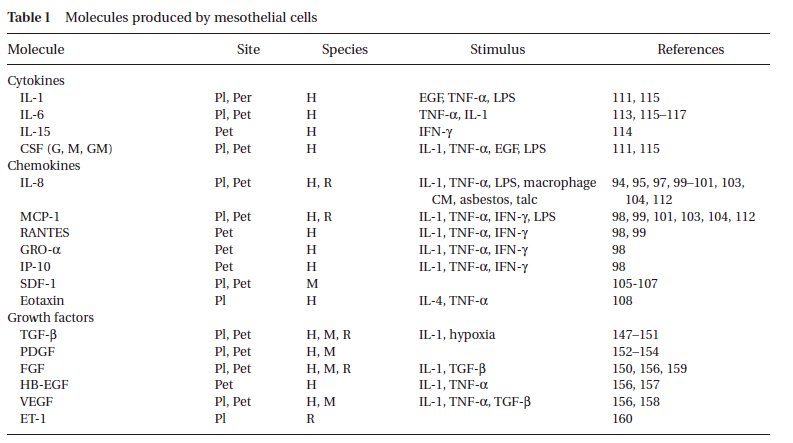 Table 1 Molecules produced by mesothelial cells
Molecule Site Species Stimulus References
Cytokines
IL-1 Pl, Per H EGF, TNF-α, LPS 111, 115
IL-6 Pl, Pet H TNF-α, IL-1 113, 115–117
IL-15 Pet H IFN-γ 114
CSF (G, M, GM) Pl, Pet H IL-1, TNF-α, EGF, LPS 111, 115
Chemokines
IL-8 Pl, Pet H, R IL-1, TNF-α, LPS, macrophage 94, 95, 97, 99–101, 103,
CM, asbestos, talc 104, 112
MCP-1 Pl, Pet H, R IL-1, TNF-α, IFN-γ, LPS 98, 99, 101, 103, 104, 112
RANTES Pet H IL-1, TNF-α, IFN-γ 98, 99
GRO-α Pet H IL-1, TNF-α, IFN-γ 98
IP-10 Pet H IL-1, TNF-α, IFN-γ 98
SDF-1 Pl, Pet M 105-107
Eotaxin Pl H IL-4, TNF-α 108
Growth factors
TGF-β Pl, Pet H, M, R IL-1, hypoxia 147–151
PDGF Pl, Pet H, M 152–154
FGF Pl, Pet H, M, R IL-1, TGF-β 150, 156, 159
HB-EGF Pet H IL-1, TNF-α 156, 157
VEGF Pl, Pet H, M IL-1, TNF-α, TGF-β 156, 158
ET-1 Pl R 160